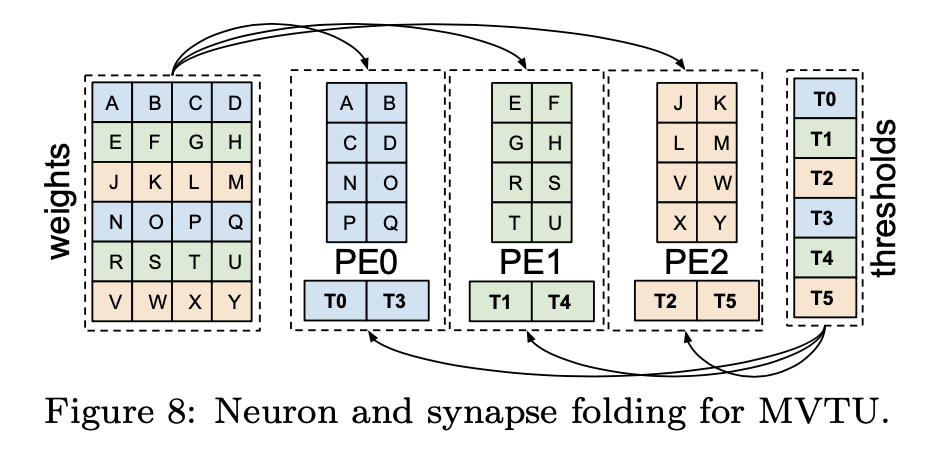 weights
A B C D
E F G H
J K L M
N O P Q
R S T U
V W X Y
A B
C D
N O
P Q
PE0
T0 T3
E F
G H
R S
T U
PE1
T1 T4
J K
L M
V W
X Y
PE2
T2 T5
T0
T1
T2
T3
T4
T5
thresholds
Figure 8: Neuron and synapse folding for MVTU.